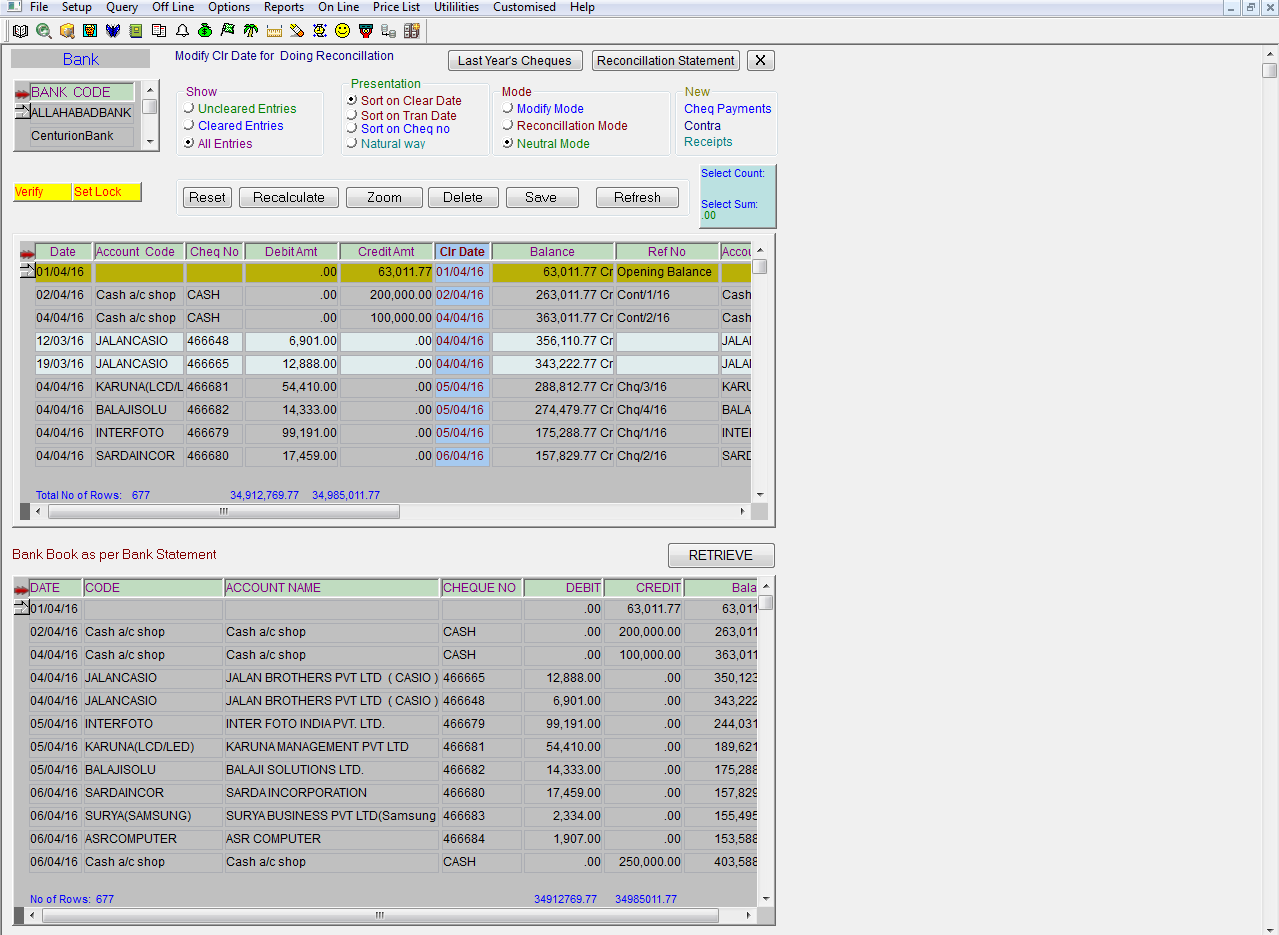 File Setup Query Off Line Options Reports On Line Price List Utililities Customised Help
Bank
Modify Clr Date for Doing Reconcillation
Last Year's Cheques
Reconcillation Statement
X
BANK CODE
ALLAHABADBANK
CenturionBank
Show
Uncleared Entries
Cleared Entries
All Entries
Presentation
Sort on Clear Date
Sort on Tran Date
Sort on Cheq no
Natural way
Mode
Modify Mode
Reconcillation Mode
Neutral Mode
New
Cheq Payments
Contra
Receipts
Verify Set Lock
Reset Recalculate Zoom Delete Save Refresh
Select Count:
Select Sum:
.00
Date Account Code Cheq No Debit Amt Credit Amt Clr Date Balance Ref No Accou
01/04/16 .00 63,011.77 01/04/16 63,011.77 Cr Opening Balance
02/04/16 Cash a/c shop CASH .00 200,000.00 02/04/16 263,011.77 Cr Cont/1/16 Cash
04/04/16 Cash a/c shop CASH .00 100,000.00 04/04/16 363,011.77 Cr Cont/2/16 Cash
12/03/16 JALANCASIO 466648 6,901.00 .00 04/04/16 356,110.77 Cr JALAI
19/03/16 JALANCASIO 466665 12,888.00 .00 04/04/16 343,222.77 Cr JALAI
04/04/16 KARUNA(LCD/L 466681 54,410.00 .00 05/04/16 288,812.77 Cr Chq/3/16 KARU
04/04/16 BALAJISOLU 466682 14,333.00 .00 05/04/16 274,479.77 Cr Chq/4/16 BALA
04/04/16 INTERFOTO 466679 99,191.00 .00 05/04/16 175,288.77 Cr Chq/1/16 INTEI
04/04/16 SARDAINCOR 466680 17,459.00 .00 06/04/16 157,829.77 Cr Chq/2/16 SARD
Total No of Rows: 677 34,912,769.77 34,985,011.77
Bank Book as per Bank Statement
RETRIEVE
DATE CODE ACCOUNT NAME CHEQUE NO DEBIT CREDIT Bala
01/04/16 .00 63,011.77 63,011
02/04/16 Cash a/c shop Cash a/c shop CASH .00 200,000.00 263,011
04/04/16 Cash a/c shop Cash a/c shop CASH .00 100,000.00 363,011
04/04/16 JALANCASIO JALAN BROTHERS PVT LTD ( CASIO ) 466665 12,888.00 .00 350,123
04/04/16 JALANCASIO JALAN BROTHERS PVT LTD ( CASIO ) 466648 6,901.00 .00 343,222
05/04/16 INTERFOTO INTER FOTO INDIA PVT. LTD. 466679 99,191.00 .00 244,031
05/04/16 KARUNA(LCD/LED) KARUNA MANAGEMENT PVT LTD 466681 54,410.00 .00 189,621
05/04/16 BALAJISOLU BALAJI SOLUTIONS LTD. 466682 14,333.00 .00 175,288
06/04/16 SARDAINCOR SARDA INCORPORATION 466680 17,459.00 .00 157,829
06/04/16 SURYA(SAMSUNG) SURYA BUSINESS PVT LTD(Samsung 466683 2,334.00 .00 155,495
06/04/16 ASRCOMPUTER ASR COMPUTER 466684 1,907.00 .00 153,588
06/04/16 Cash a/c shop Cash a/c shop CASH .00 250,000.00 403,588
No of Rows: 677 34912769.77 34985011.77